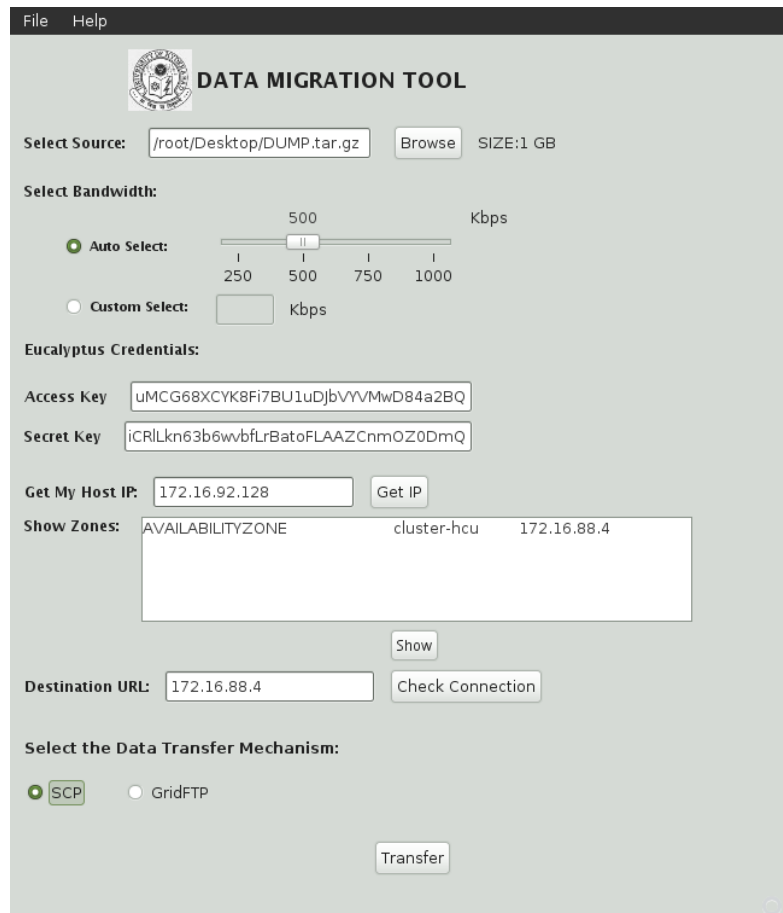 File Help
DATA MIGRATION TOOL
Select Source: /root/Desktop/DUMP.tar.gz Browse SIZE:1 GB
Select Bandwidth:
500 Kbps
Auto Select:
250 500 750 1000
Custom Select: Kbps
Eucalyptus Credentials:
Access Key uMCG68XCYK8Fi7BU1uDJbVYVMwD84a2BQ
Secret Key iCRlLkn63b6wvbfLrBatoFLAAZCnmOZ0DmQ
Get My Host IP: 172.16.92.128 Get IP
Show Zones: AVAILABILITYZONE cluster-hcu 172.16.88.4
Show
Destination URL: 172.16.88.4 Check Connection
Select the Data Transfer Mechanism:
SCP GridFTP
Transfer